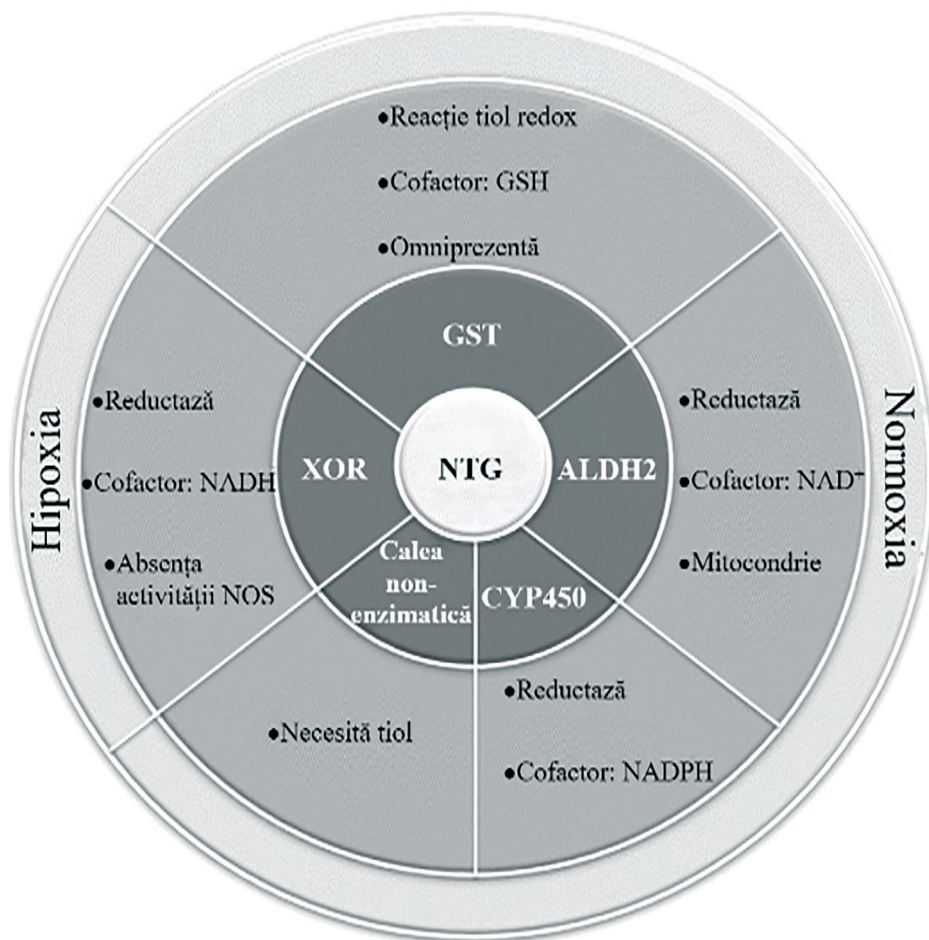 •Reacție tiol redox
•Cofactor: GSH
•Omniprezentă
GST
Hipoxia
•Reductază
•Cofactor: NADH
•Absența
activității NOS
XOR
NTG
ALDH2
•Reductază
•Cofactor: NAD⁺
•Mitocondrie
Normoxia
Calea
non-
enzimatică
CYP450
•Necesită tiol
•Reductază
•Cofactor: NADPH